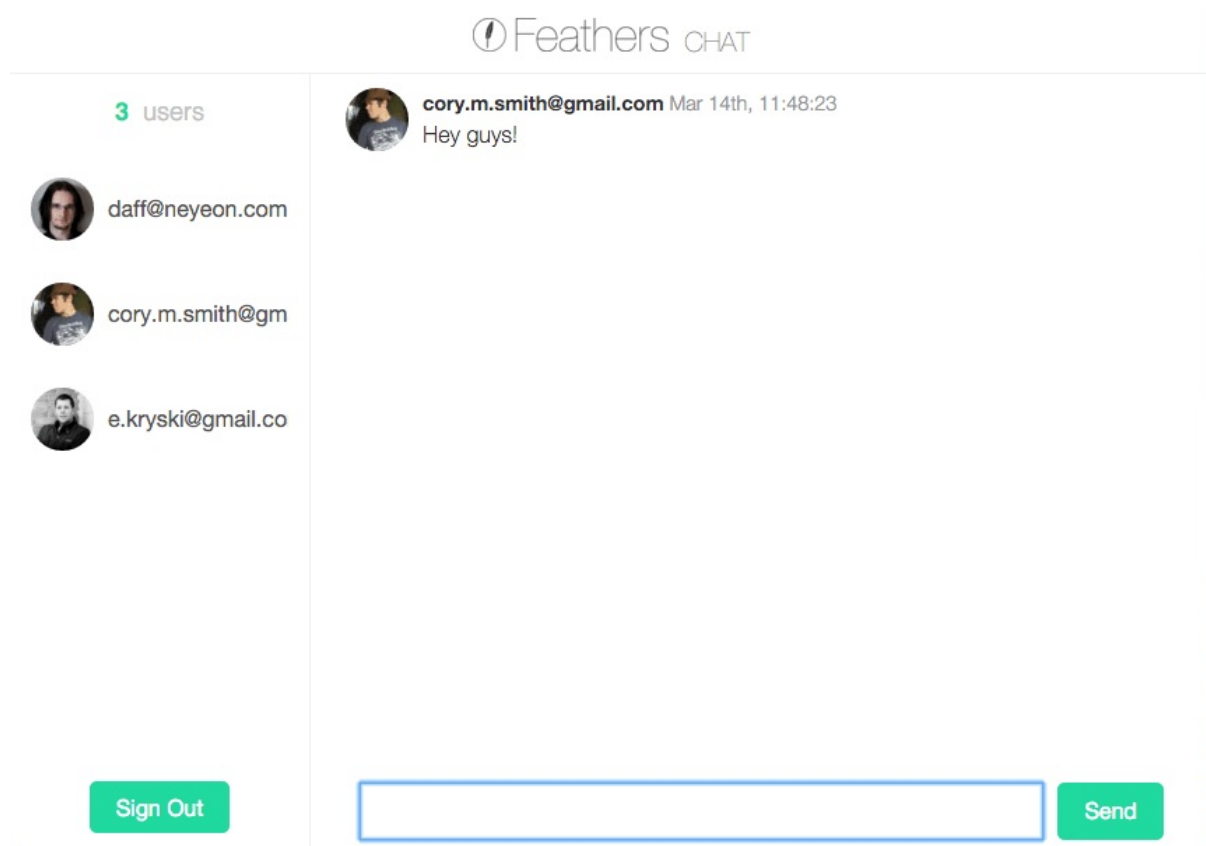 Feathers CHAT
3 users
daff@neyeon.com
cory.m.smith@gm
e.kryski@gmail.co
Sign Out
cory.m.smith@gmail.com Mar 14th, 11:48:23
Hey guys!
Send